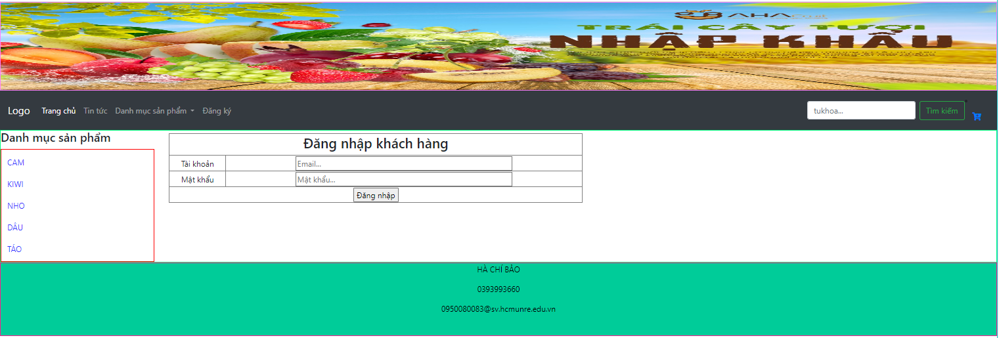 AHA
TRÁI CÂY TƯƠI
NHẬP KHẨU
Logo Trang chủ Tin tức Danh mục sản phẩm Đăng ký tukhoa... Tìm kiếm
Danh mục sản phẩm
CAM
KIWI
NHO
DÂU
TÁO
Đăng nhập khách hàng
Tài khoản Email...
Mật khẩu Mật khẩu...
Đăng nhập
HÀ CHÍ BẢO
0393993660
0950080083@sv.hcmunre.edu.vn